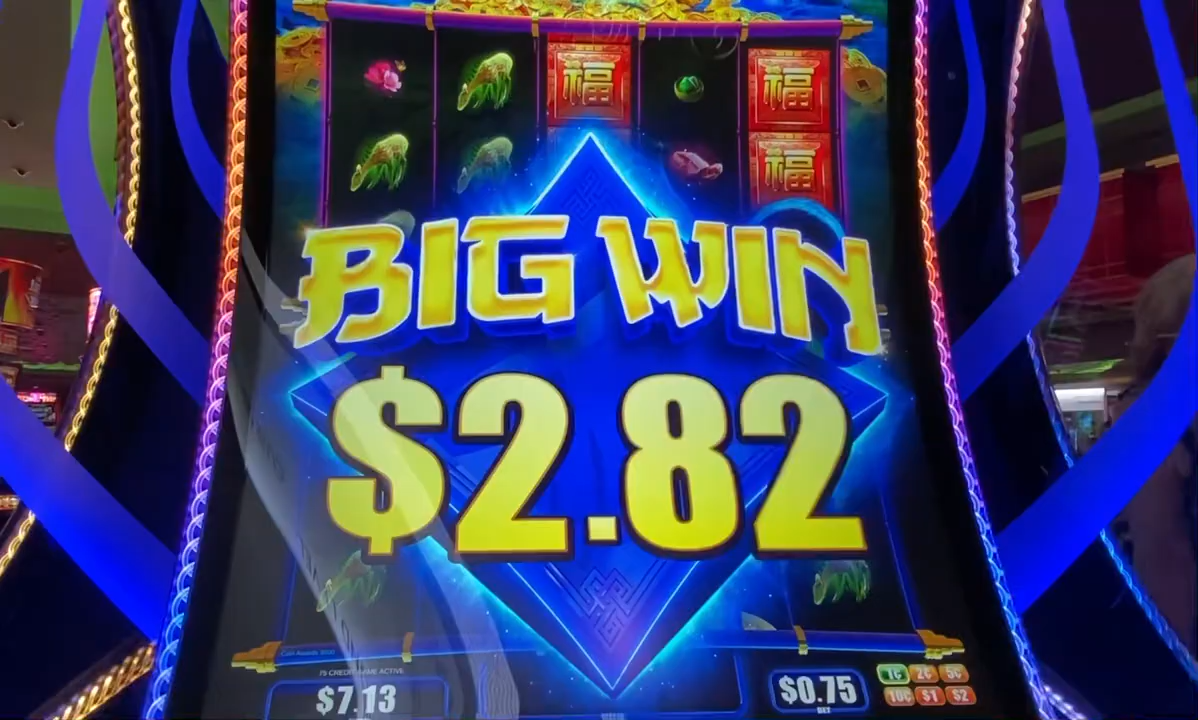 福 福
福
BIG WIN
$2.82
75 CREDIT GAME ACTIVE
$7.13
$0.75
BET
1¢ 2¢ 5¢
10¢ $1 $2